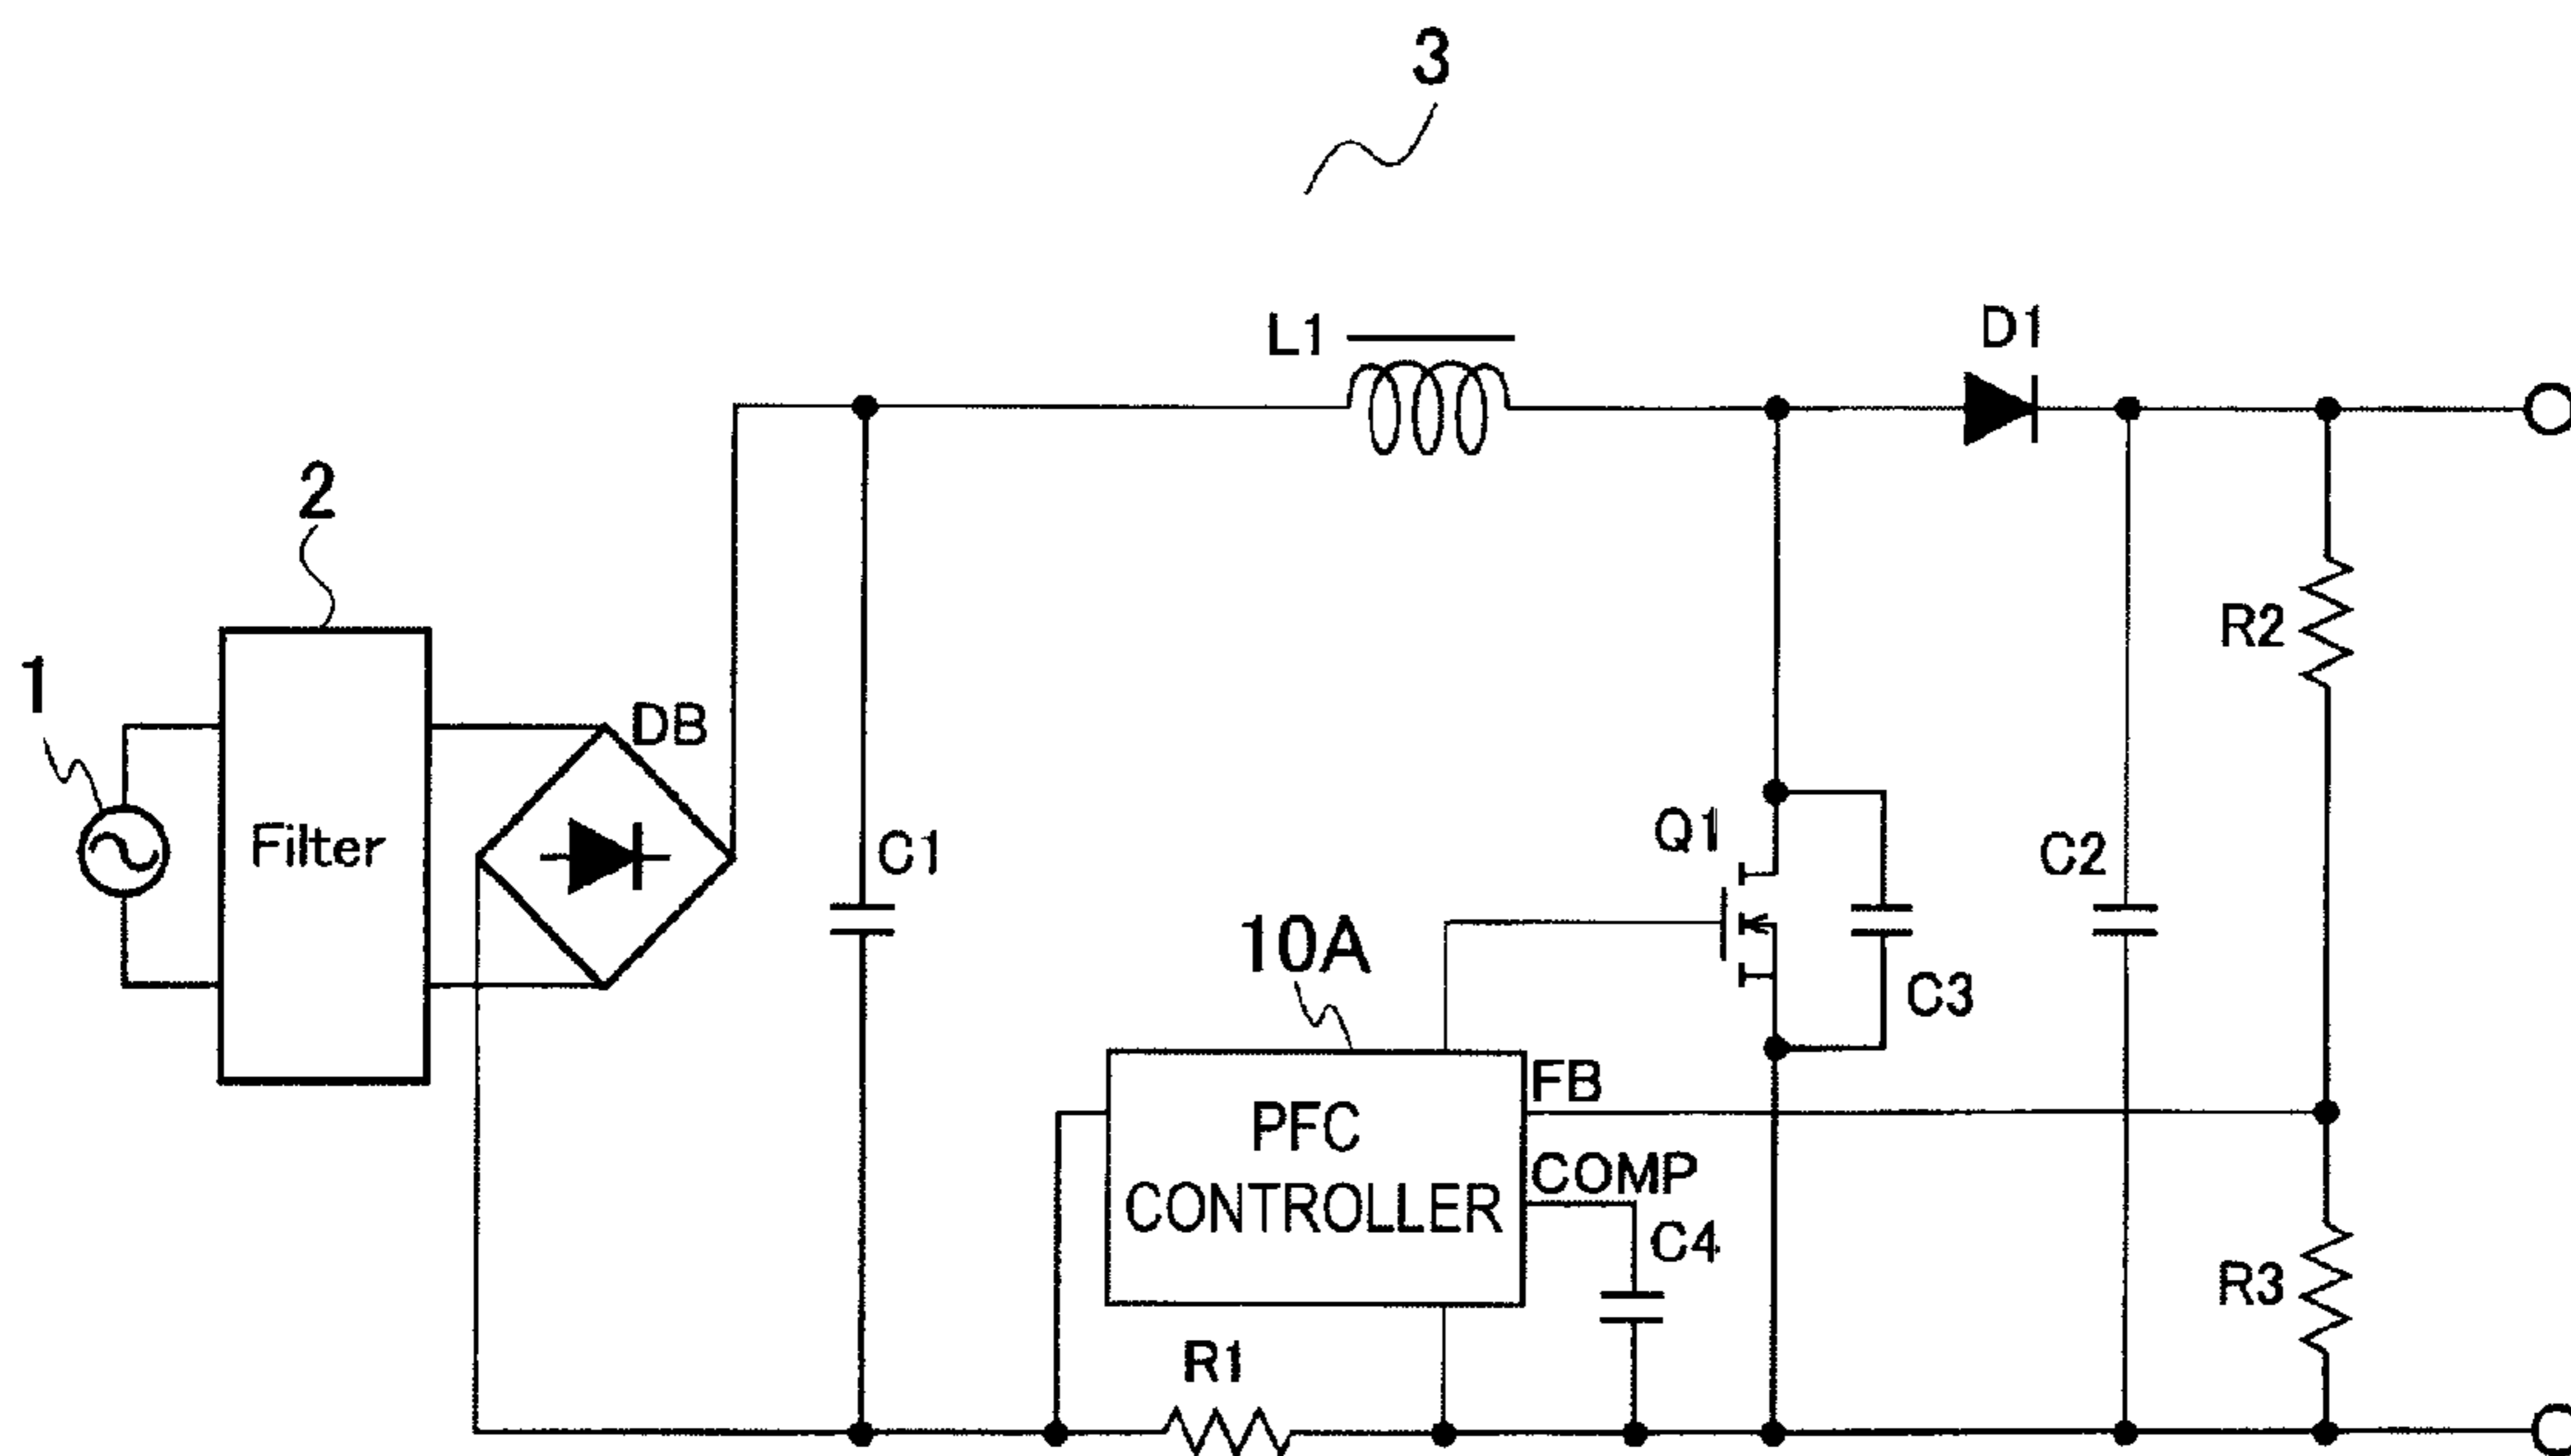 3
L1
D1
2
R2
1
DB
Filter
C1
Q1
C2
10A
C3
FB
PFC
CONTROLLER
COMP
C4
R3
R1